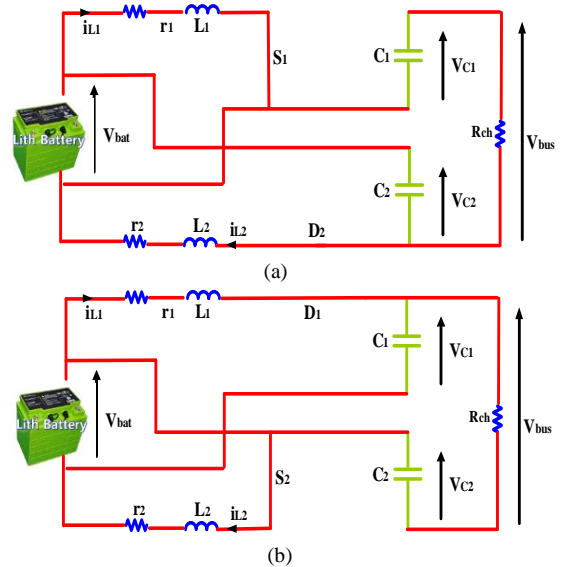 iL1 r1 L1
S1
C1 VC1
Lith Battery
Vbat
Rch Vbus
C2 VC2
r2 L2 iL2 D2
(a)
iL1 r1 L1 D1
C1 VC1
Lith Battery
Vbat
Rch Vbus
S2
C2 VC2
r2 L2 iL2
(b)